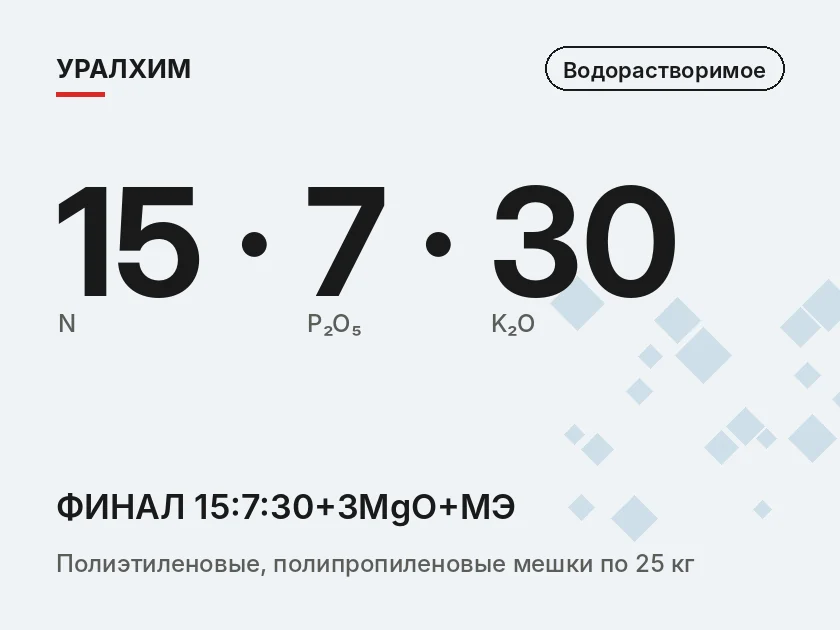 УРАЛХИМ
Водорастворимое
15 • 7 • 30
N P₂O₅ K₂O
ФИНАЛ 15:7:30+3MgO+МЭ
Полиэтиленовые, полипропиленовые мешки по 25 кг